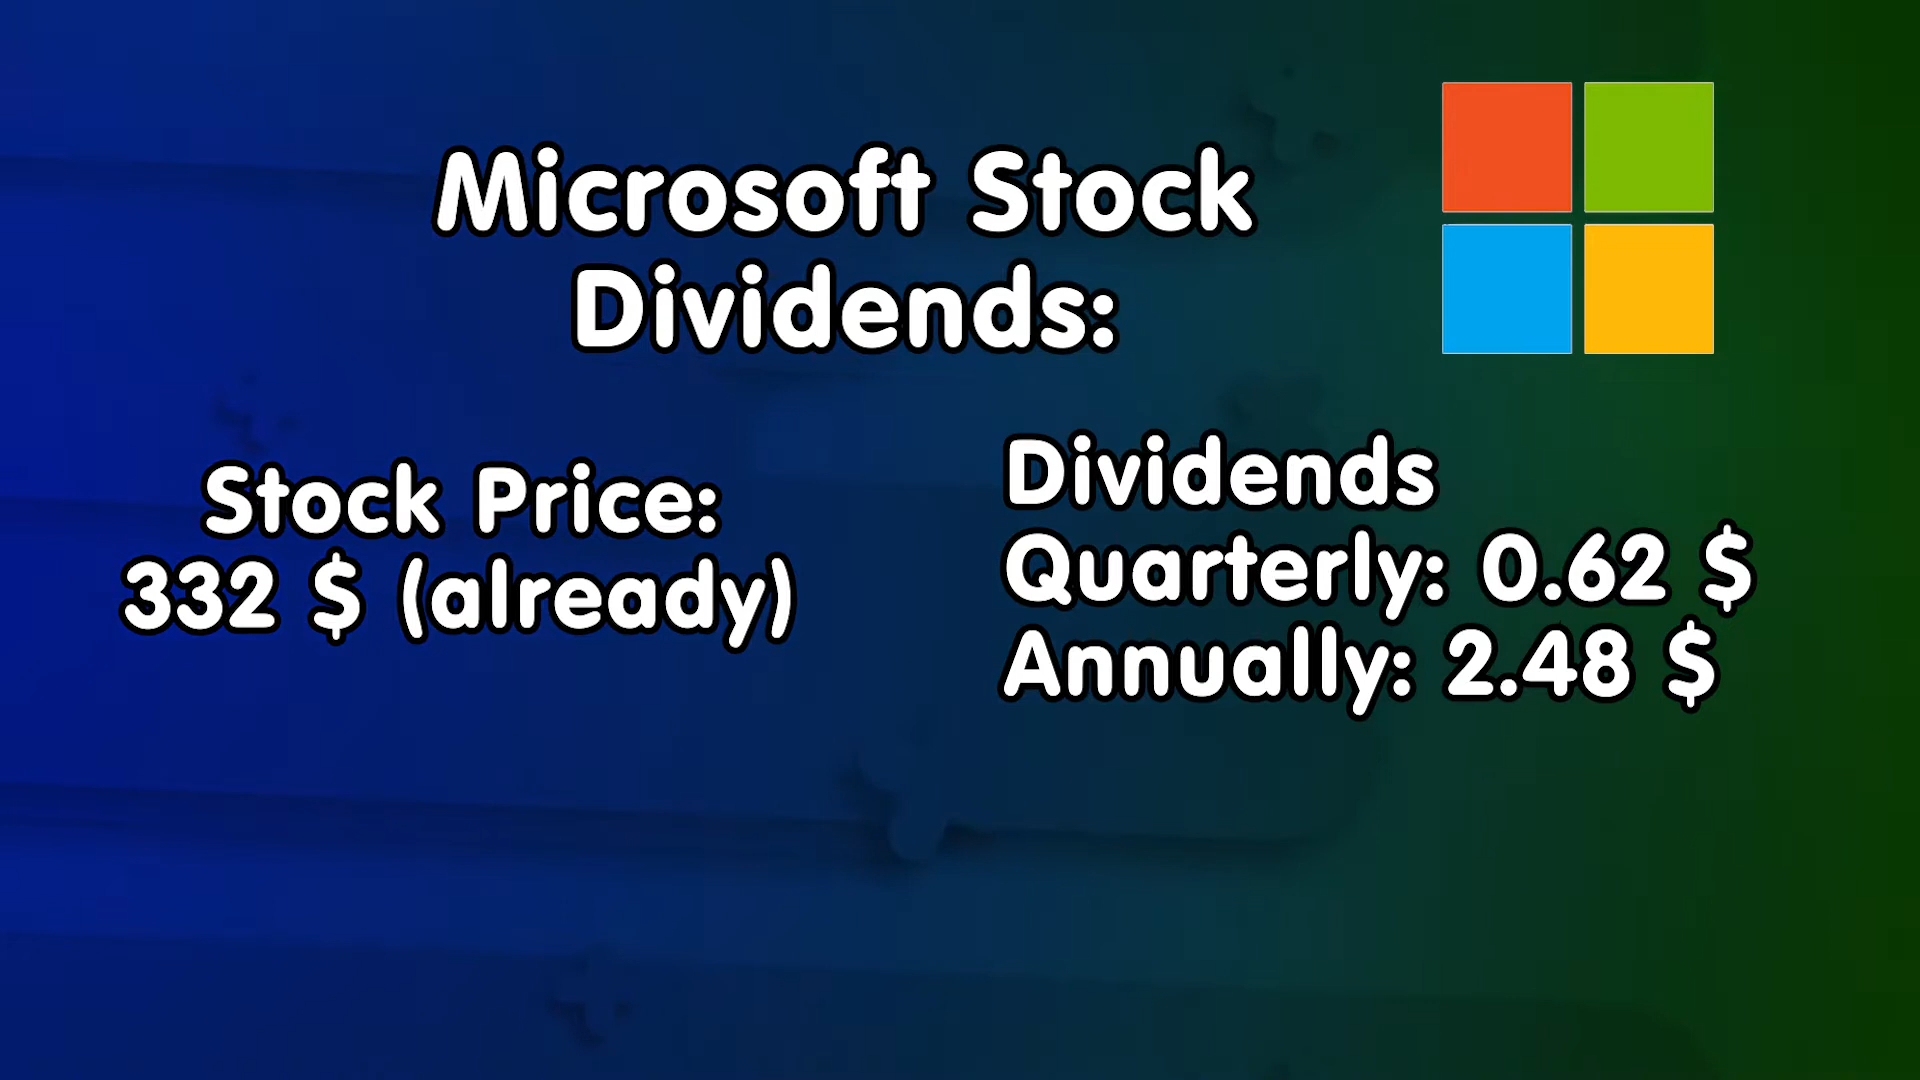 Microsoft Stock
Dividends:
Stock Price:
332 $ (already)
Dividends
Quarterly: 0.62 $
Annually: 2.48 $